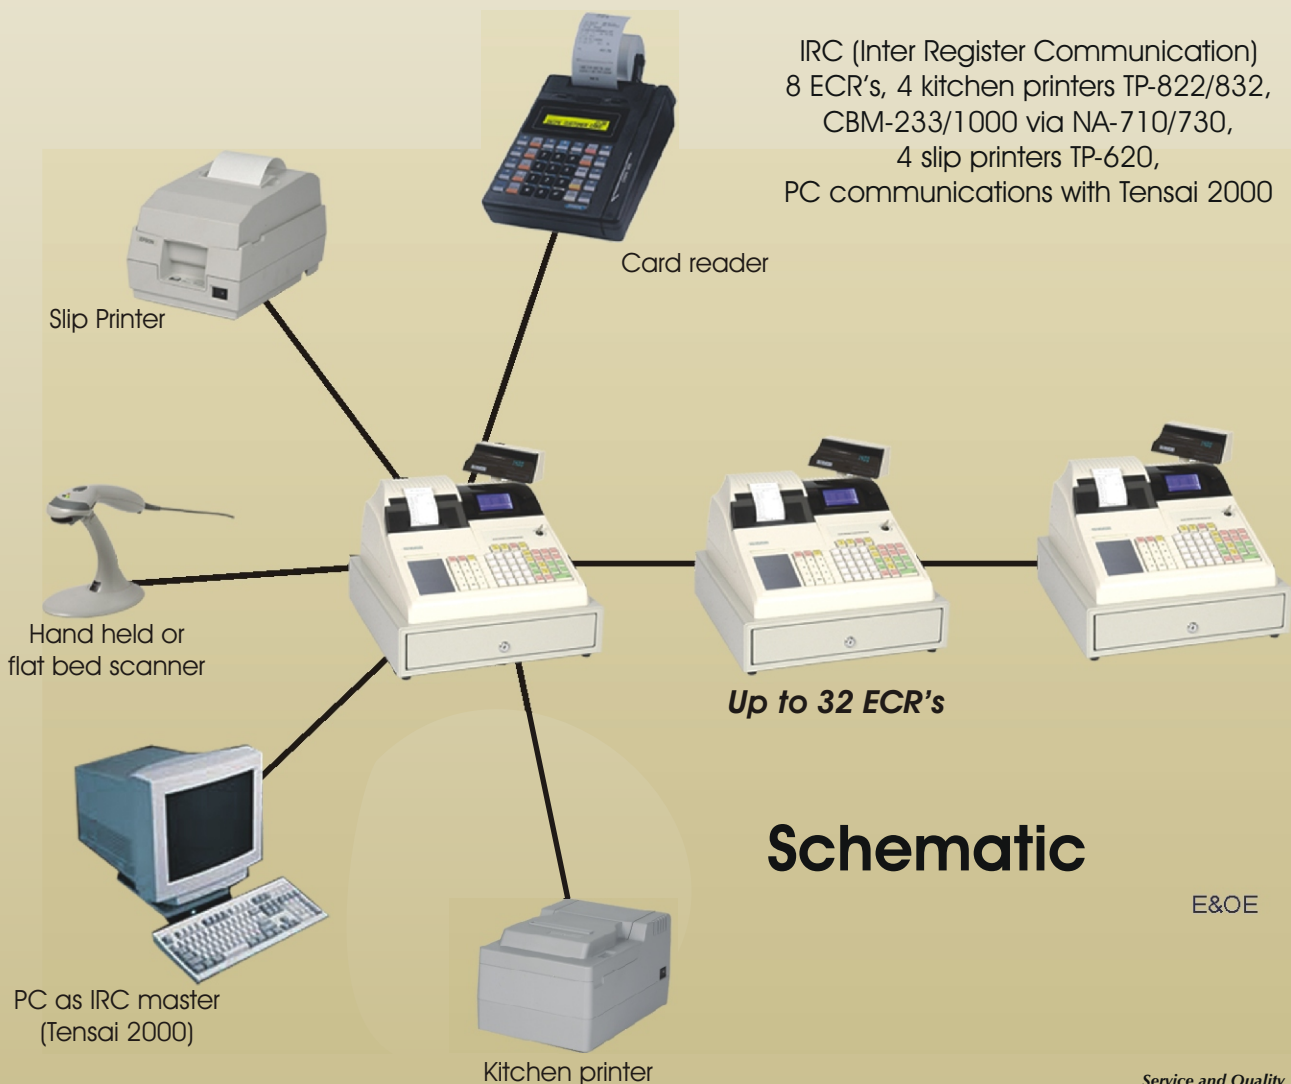 IRC (Inter Register Communication)
8 ECR's, 4 kitchen printers TP-822/832,
CBM-233/1000 via NA-710/730,
4 slip printers TP-620,
PC communications with Tensai 2000
Card reader
Slip Printer
Hand held or
flat bed scanner
Up to 32 ECR's
Schematic
E&OE
PC as IRC master
(Tensai 2000)
Kitchen printer
Service and Quality